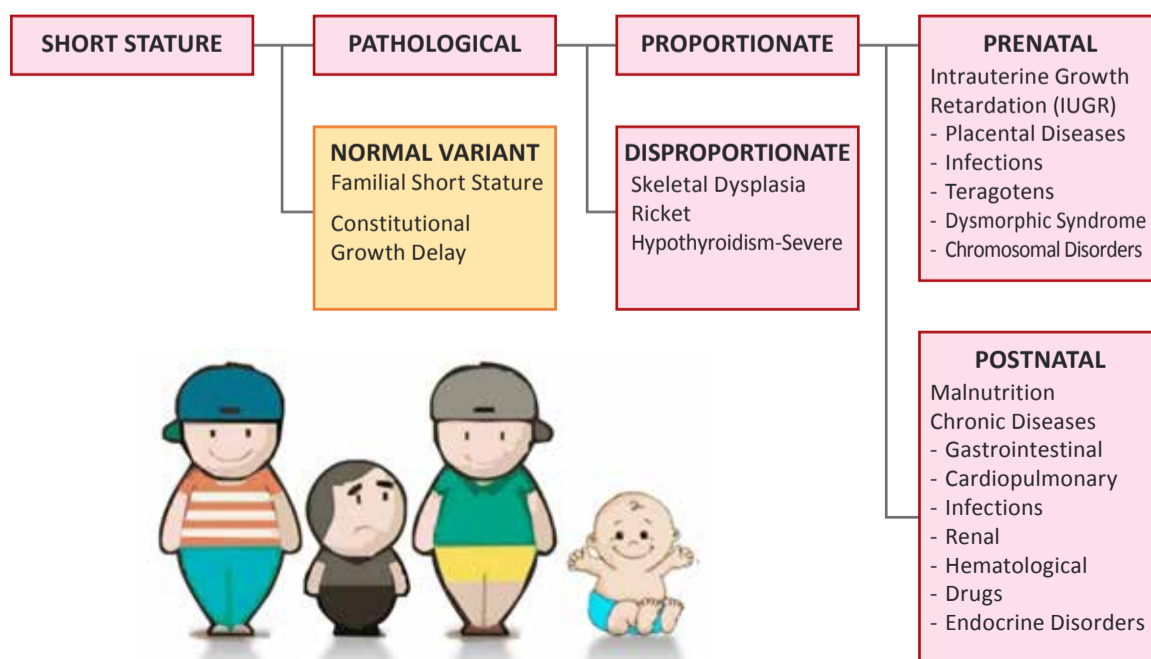 SHORT STATURE
PATHOLOGICAL
PROPORTIONATE
PRENATAL
Intrauterine Growth
Retardation (IUGR)
- Placental Diseases
- Infections
- Teragotens
- Dysmorphic Syndrome
- Chromosomal Disorders
NORMAL VARIANT
Familial Short Stature
Constitutional
Growth Delay
DISPROPORTIONATE
Skeletal Dysplasia
Ricket
Hypothyroidism-Severe
POSTNATAL
Malnutrition
Chronic Diseases
- Gastrointestinal
- Cardiopulmonary
- Infections
- Renal
- Hematological
- Drugs
- Endocrine Disorders